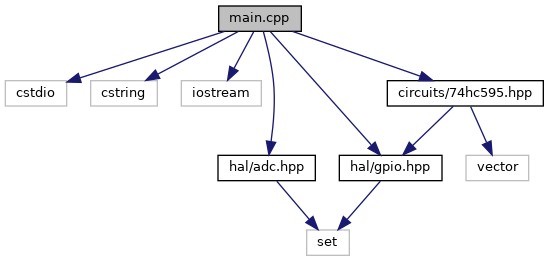 main.cpp
cstdio
cstring
iostream
circuits/74hc595.hpp
hal/adc.hpp
hal/gpio.hpp
vector
set